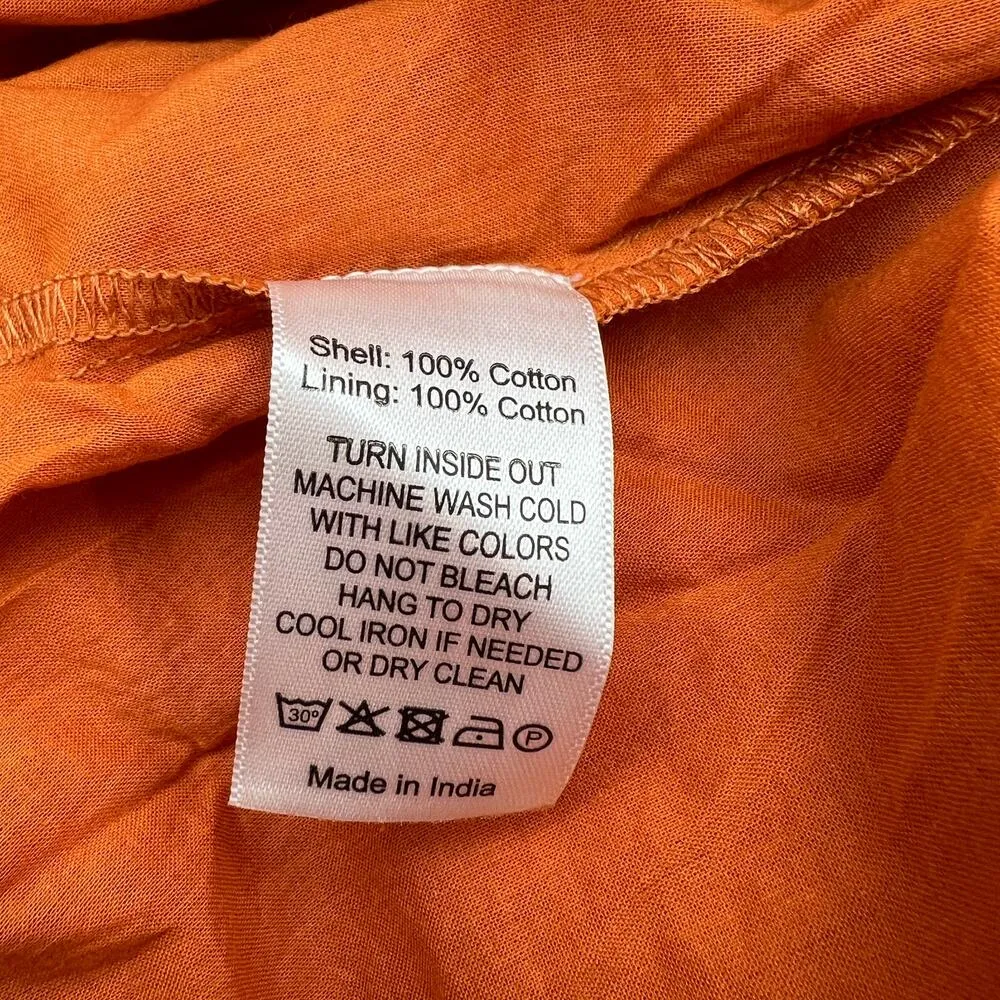 Shell: 100% Cotton
Lining: 100% Cotton
TURN INSIDE OUT
MACHINE WASH COLD
WITH LIKE COLORS
DO NOT BLEACH
HANG TO DRY
COOL IRON IF NEEDED
OR DRY CLEAN
30° P
Made in India